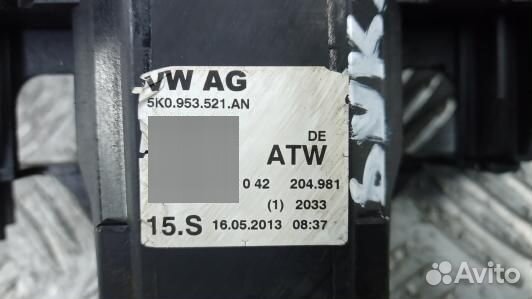 VW AG
5K0.953.521.AN
DE
ATW
0 42 204.981
(1) 2033
15.S 16.05.2013 08:37
Avito